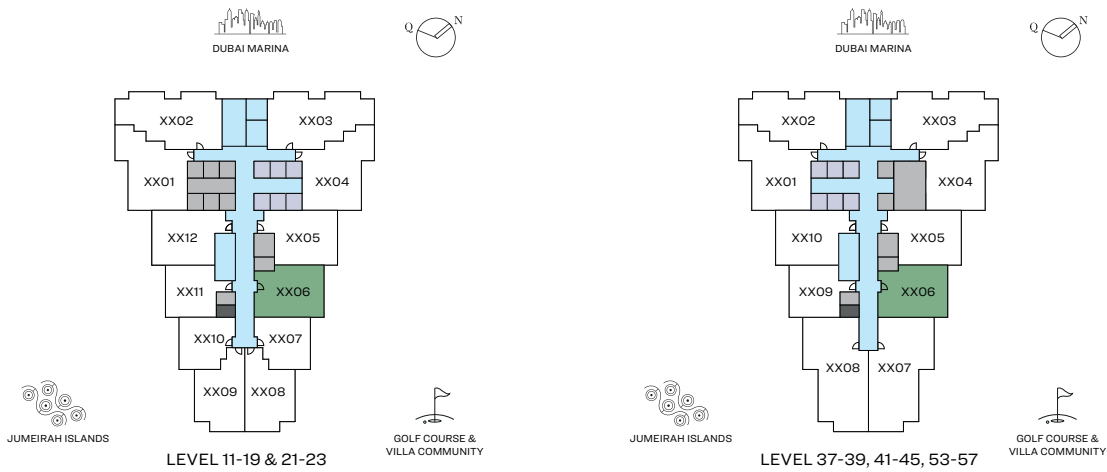 DUBAI MARINA
Q N
XX02 XX03
XX01 XX04
XX12 XX05
XX11 XX06
XX10 XX07
XX09 XX08
JUMEIRAH ISLANDS
GOLF COURSE &
VILLA COMMUNITY
LEVEL 11-19 & 21-23
DUBAI MARINA
Q N
XX02 XX03
XX01 XX04
XX10 XX05
XX09 XX06
XX08 XX07
JUMEIRAH ISLANDS
GOLF COURSE &
VILLA COMMUNITY
LEVEL 37-39, 41-45, 53-57